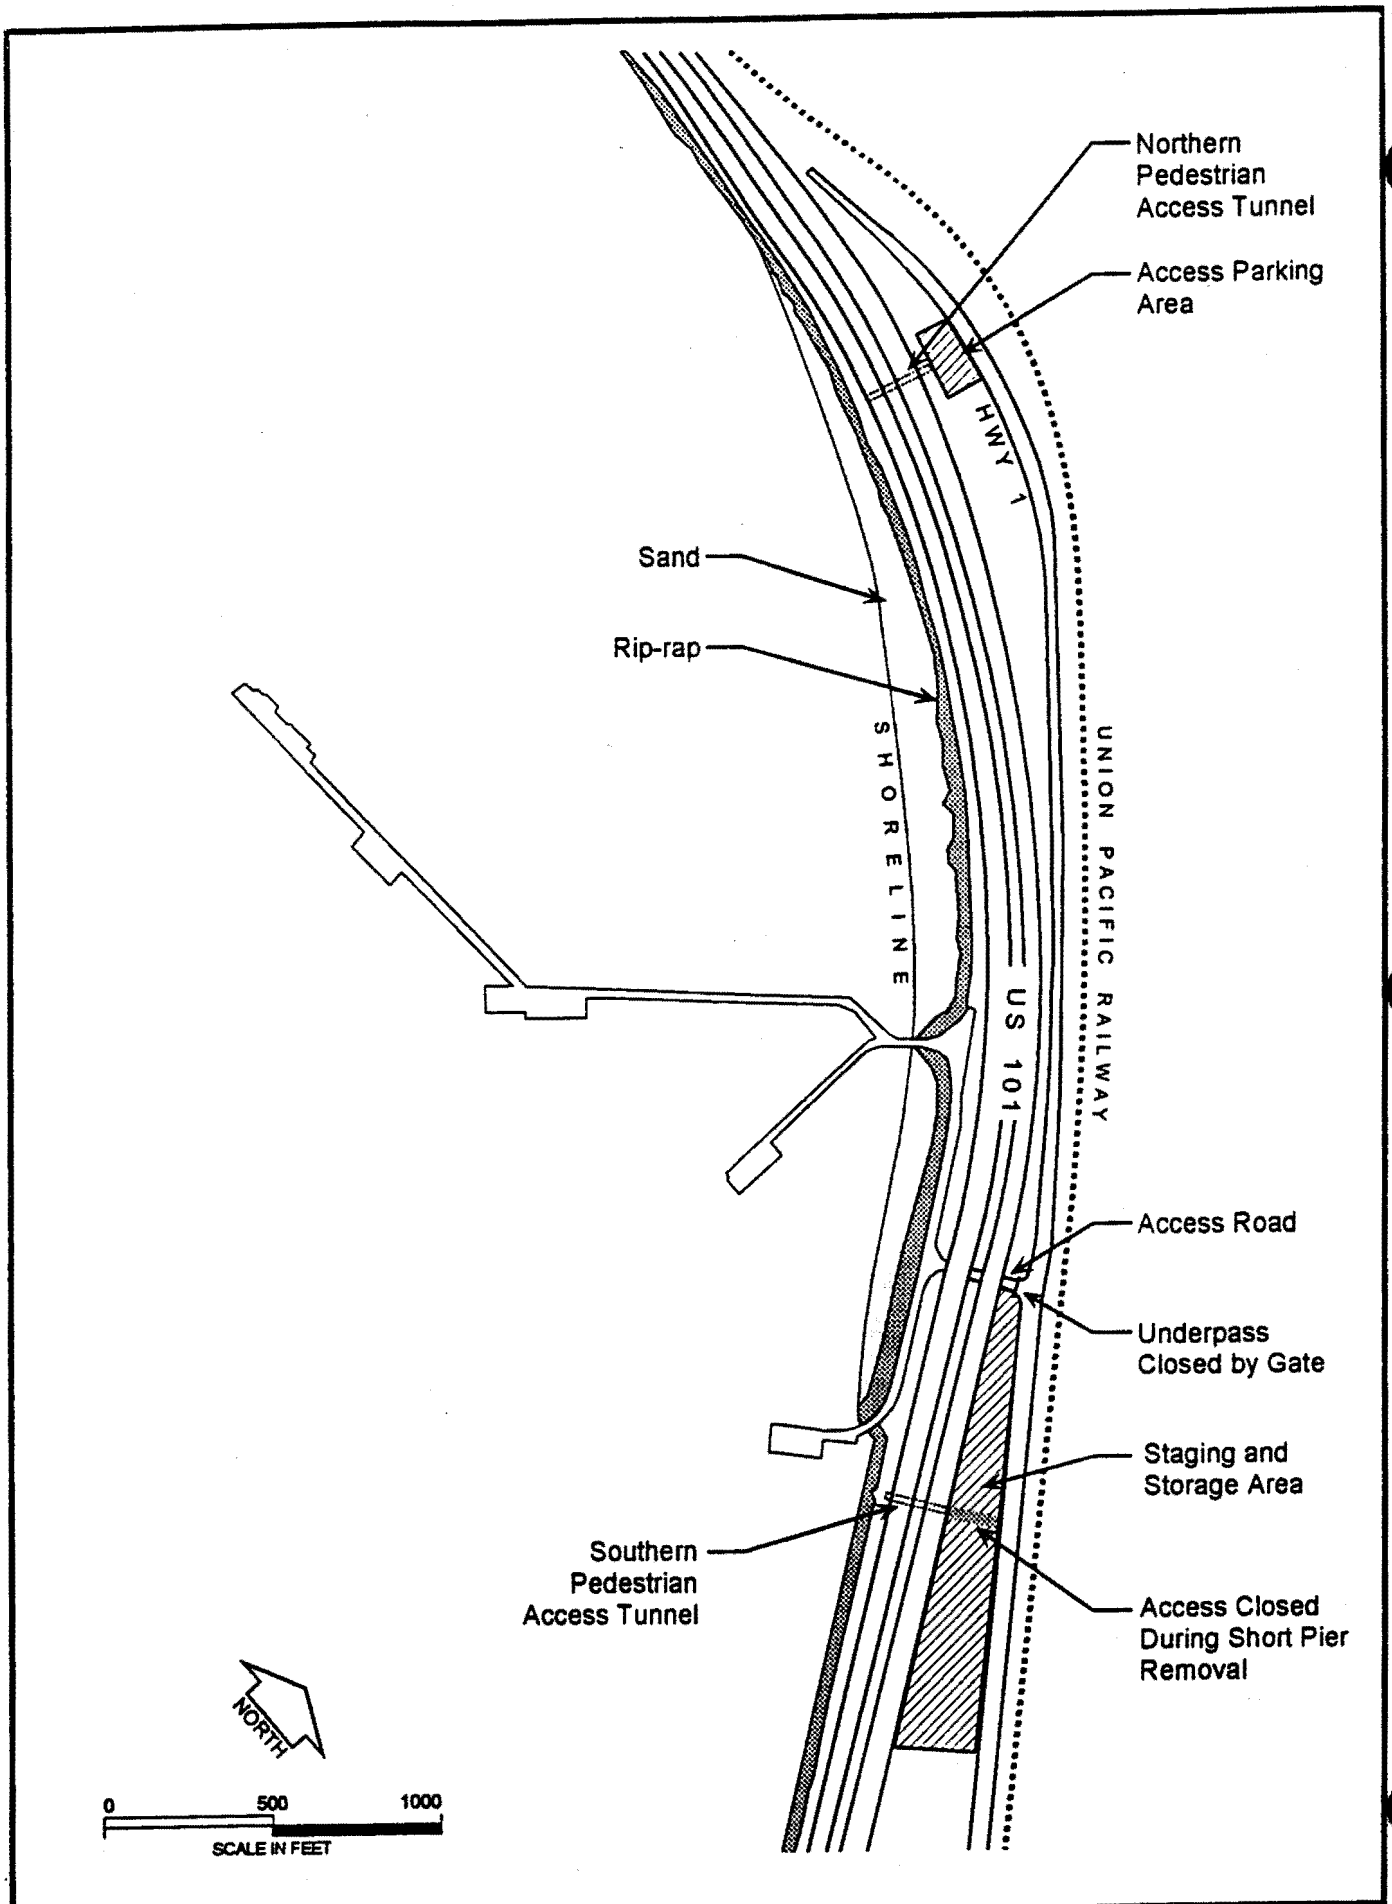 Northern
Pedestrian
Access Tunnel
Access Parking
Area
HWY 1
Sand
Rip-rap
SHORELINE
UNION PACIFIC RAILWAY
US 101
Access Road
Underpass
Closed by Gate
Staging and
Storage Area
Southern
Pedestrian
Access Tunnel
Access Closed
During Short Pier
Removal
NORTH
0 500 1000
SCALE IN FEET